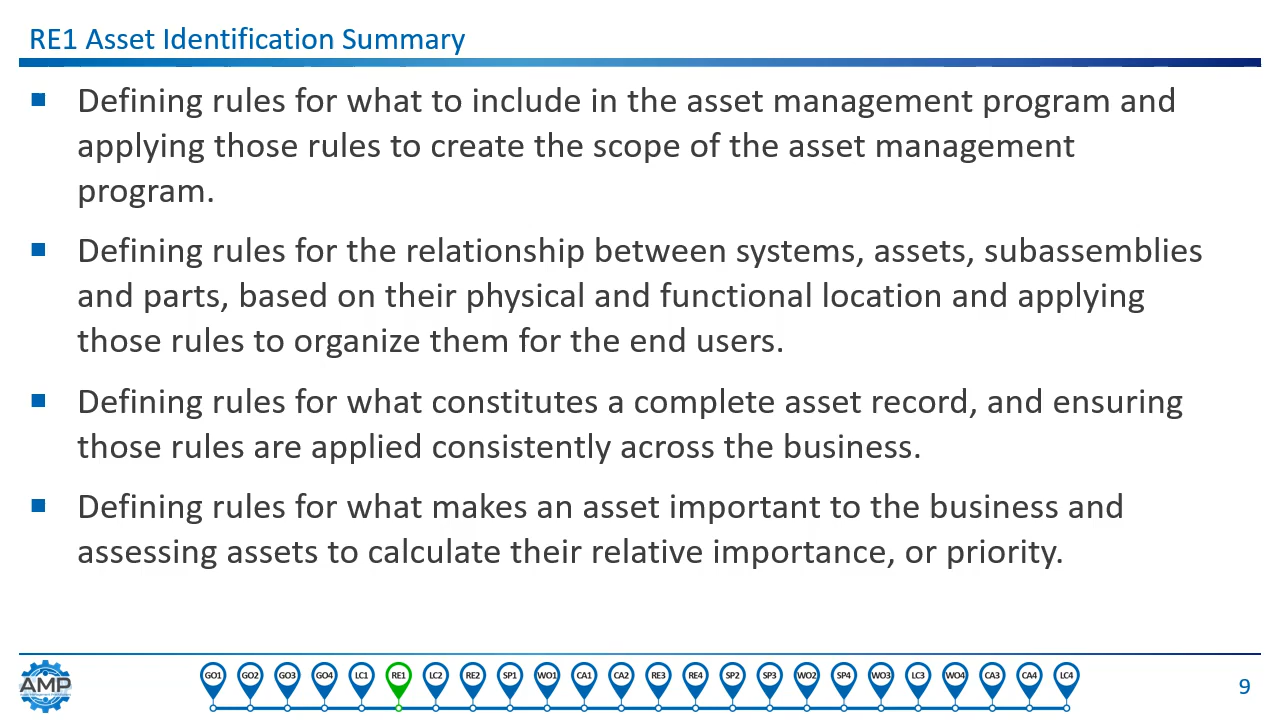 RE1 Asset Identification Summary
Defining rules for what to include in the asset management program and
applying those rules to create the scope of the asset management
program.
Defining rules for the relationship between systems, assets, subassemblies
and parts, based on their physical and functional location and applying
those rules to organize them for the end users.
Defining rules for what constitutes a complete asset record, and ensuring
those rules are applied consistently across the business.
Defining rules for what makes an asset important to the business and
assessing assets to calculate their relative importance, or priority.
AMP
GO1 GO2 GO3 GO4 LC1 RE1 LC2 RE2 SP1 WO1 CA1 CA2 RE3 RE4 SP2 SP3 WO2 SP4 WO3 LC3 WO4 CA3 CA4 LC4
9